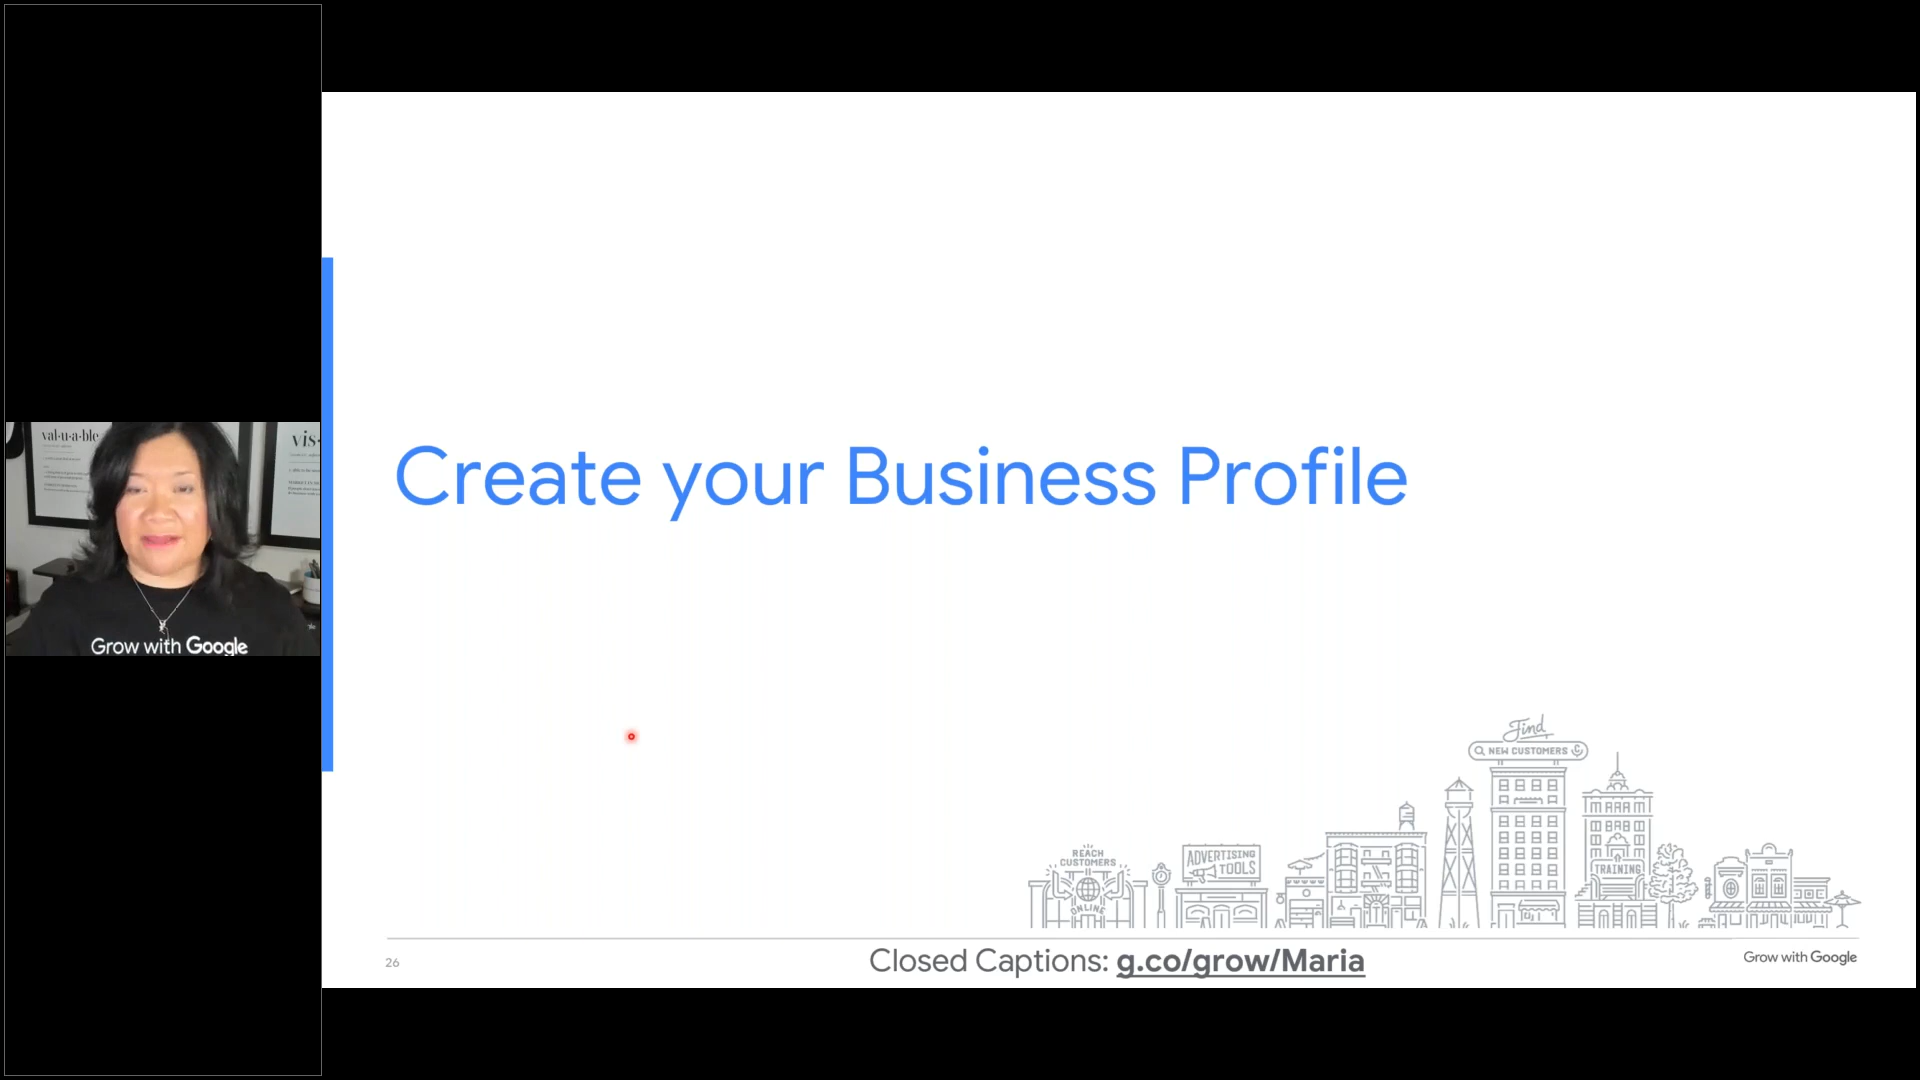 val·u·a·ble
vis·
Grow with Google
Create your Business Profile
Find
NEW CUSTOMERS
REACH
CUSTOMERS
ONLINE
ADVERTISING
TOOLS
TRAINING
26
Closed Captions: g.co/grow/Maria
Grow with Google